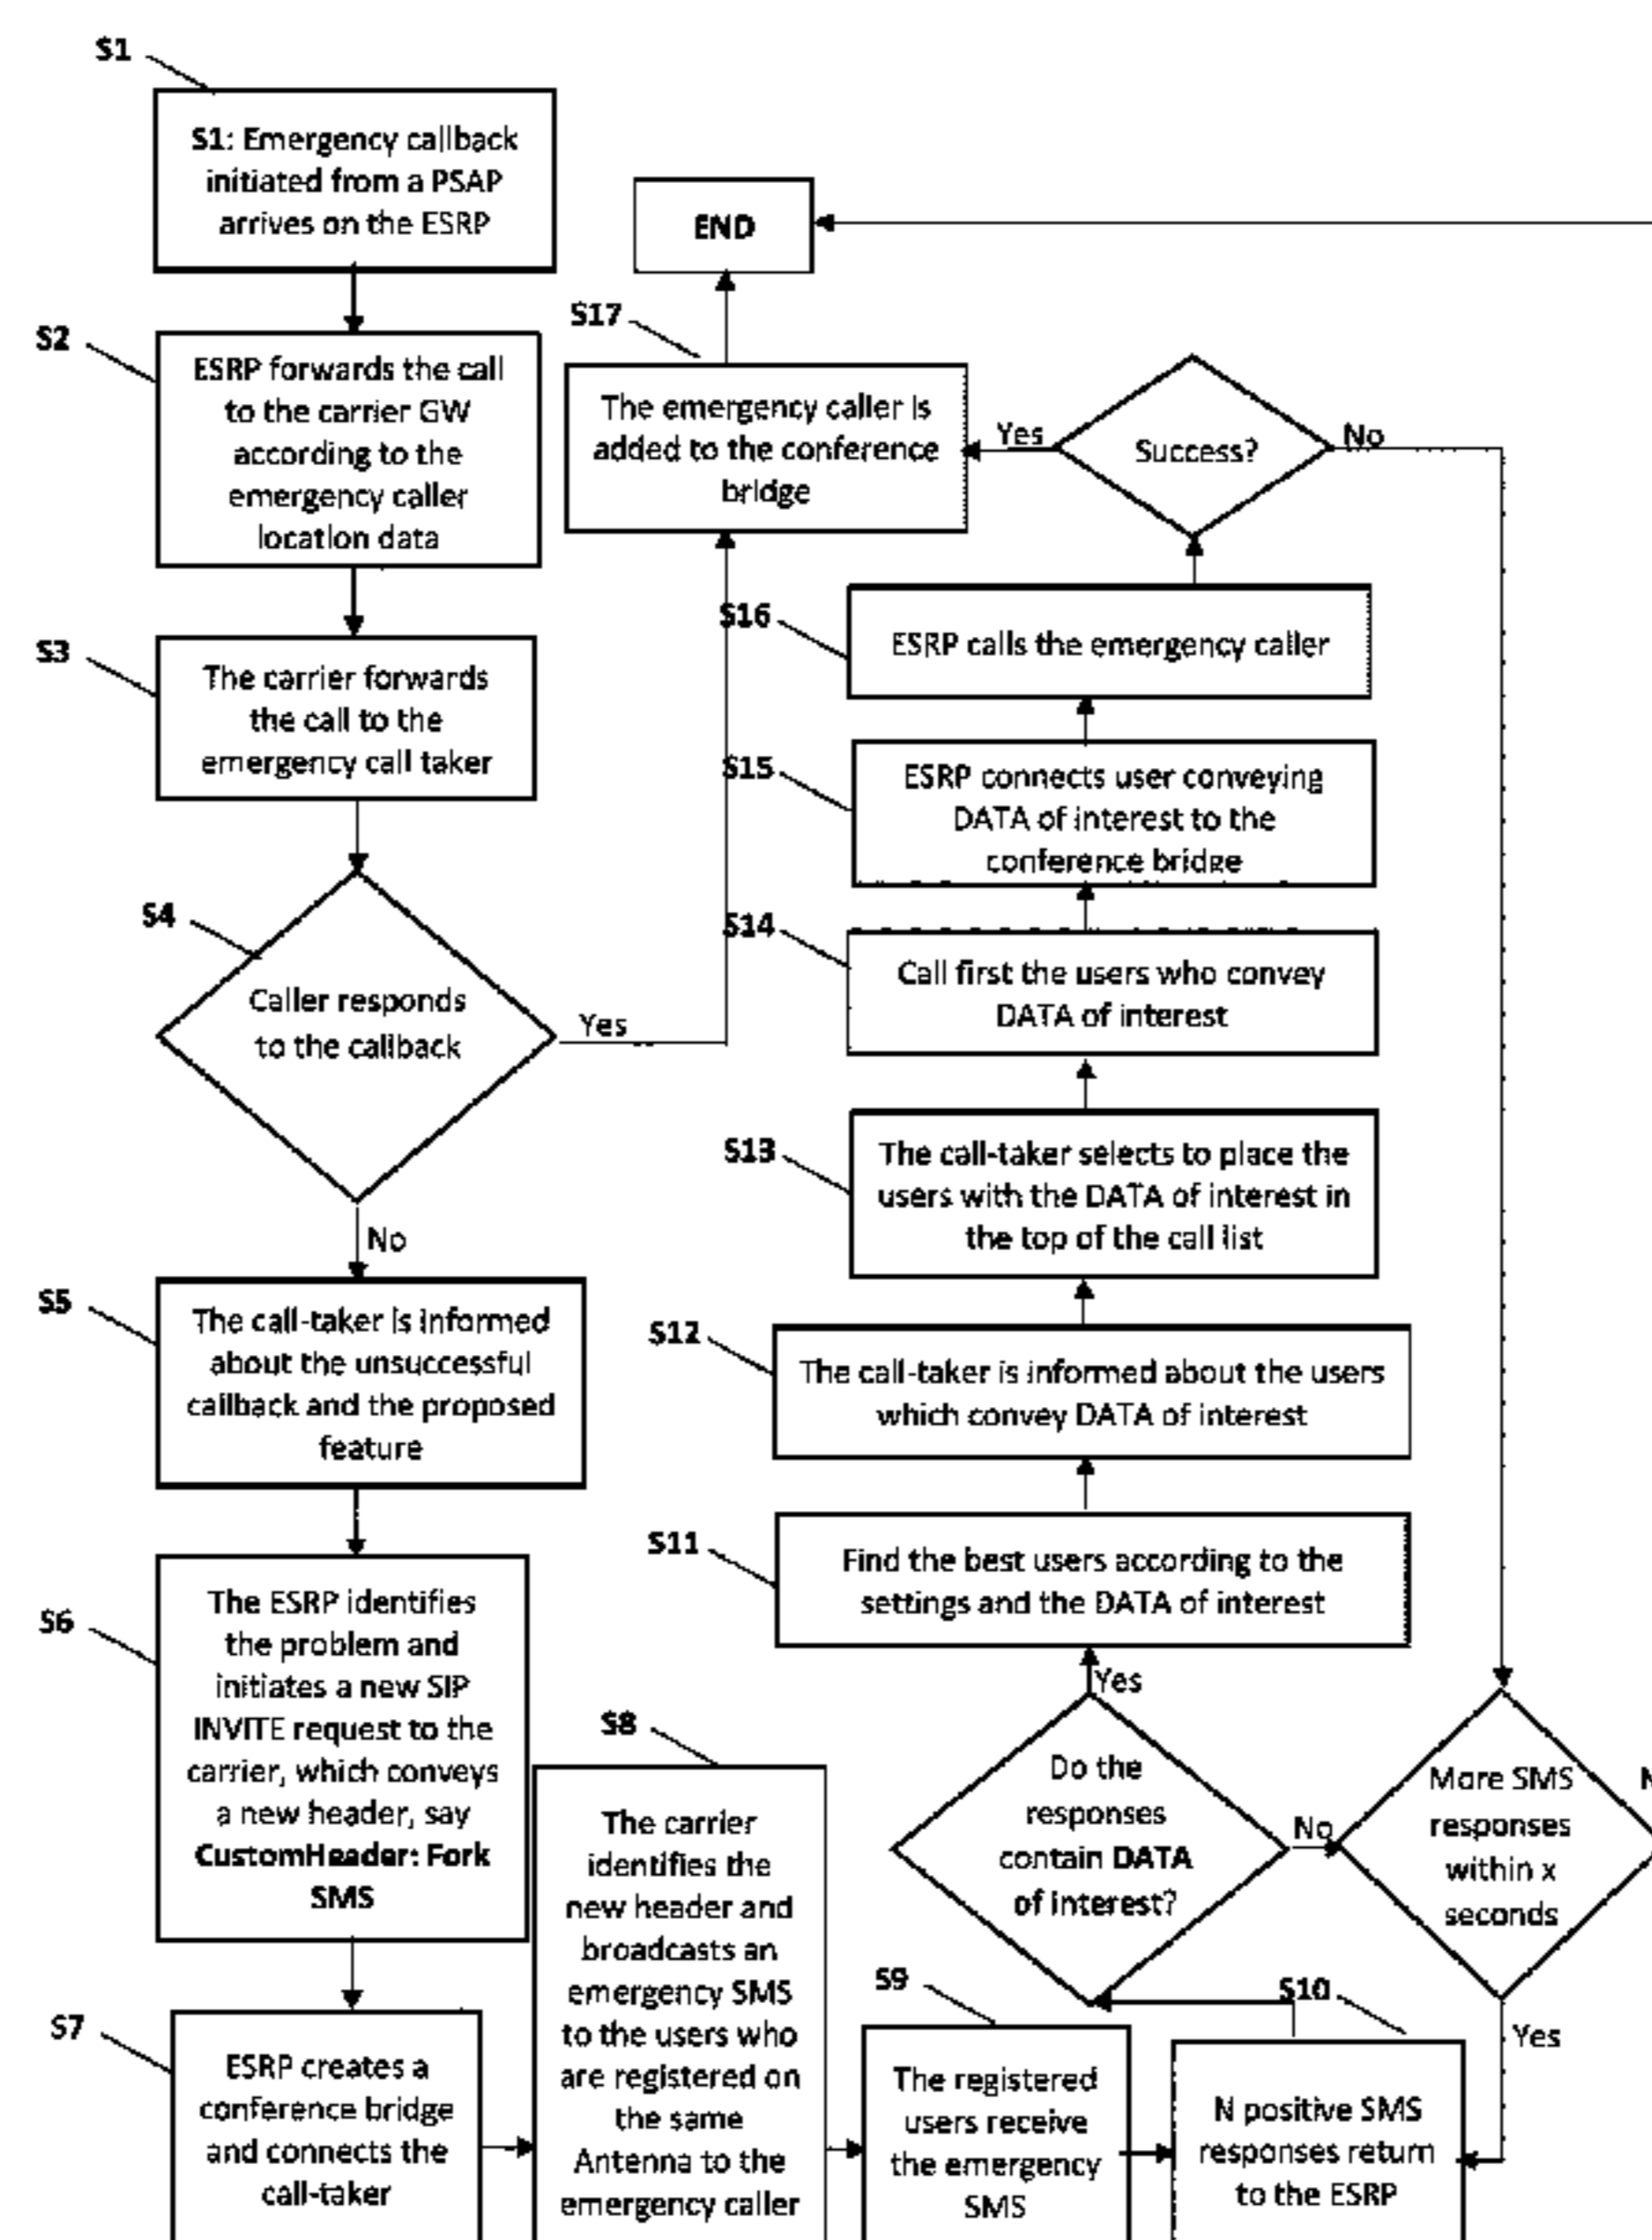 S1
S1: Emergency callback
initiated from a PSAP
arrives on the ESRP
S2
ESRP forwards the call
to the carrier GW
according to the
emergency caller
location data
S3
The carrier forwards
the call to the
emergency call taker
S4
Caller responds
to the callback
Yes
No
S5
The call-taker is informed
about the unsuccessful
callback and the proposed
feature
S6
The ESRP identifies
the problem and
initiates a new SIP
INVITE request to the
carrier, which conveys
a new header, say
CustomHeader: Fork
SMS
S7
ESRP creates a
conference bridge
and connects the
call-taker
S8
The carrier
identifies the
new header and
broadcasts an
emergency SMS
to the users who
are registered on
the same
Antenna to the
emergency caller
S9
The registered
users receive
the emergency
SMS
S10
N positive SMS
responses return
to the ESRP
Do the
responses
contain DATA
of interest?
Yes
No
More SMS
responses
within x
seconds
Yes
S11
Find the best users according to the
settings and the DATA of interest
S12
The call-taker is informed about the users
which convey DATA of interest
S13
The call-taker selects to place the
users with the DATA of interest in
the top of the call list
S14
Call first the users who convey
DATA of interest
S15
ESRP connects user conveying
DATA of interest to the
conference bridge
S16
ESRP calls the emergency caller
Success?
Yes
No
S17
The emergency caller is
added to the conference
bridge
END